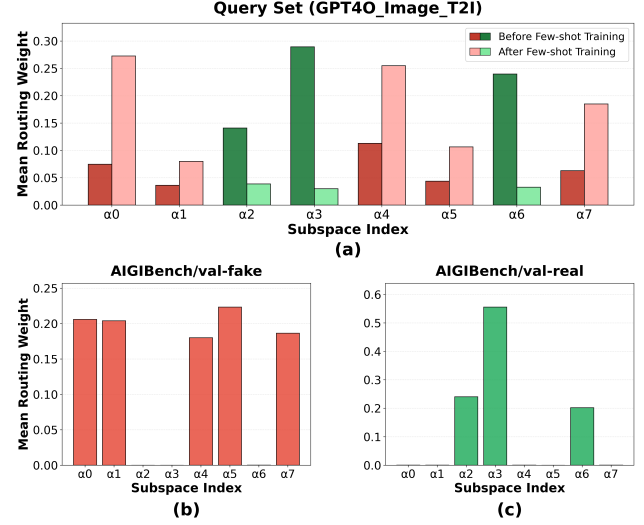 Query Set (GPT4O_Image_T2I)
Mean Routing Weight
0.30
0.25
0.20
0.15
0.10
0.05
0.00
Before Few-shot Training
After Few-shot Training
α0 α1 α2 α3 α4 α5 α6 α7
Subspace Index
(a)
AIGIBench/val-fake
Mean Routing Weight
0.25
0.20
0.15
0.10
0.05
0.00
α0 α1 α2 α3 α4 α5 α6 α7
Subspace Index
(b)
AIGIBench/val-real
0.6
0.5
0.4
0.3
0.2
0.1
0.0
α0 α1 α2 α3 α4 α5 α6 α7
Subspace Index
(c)